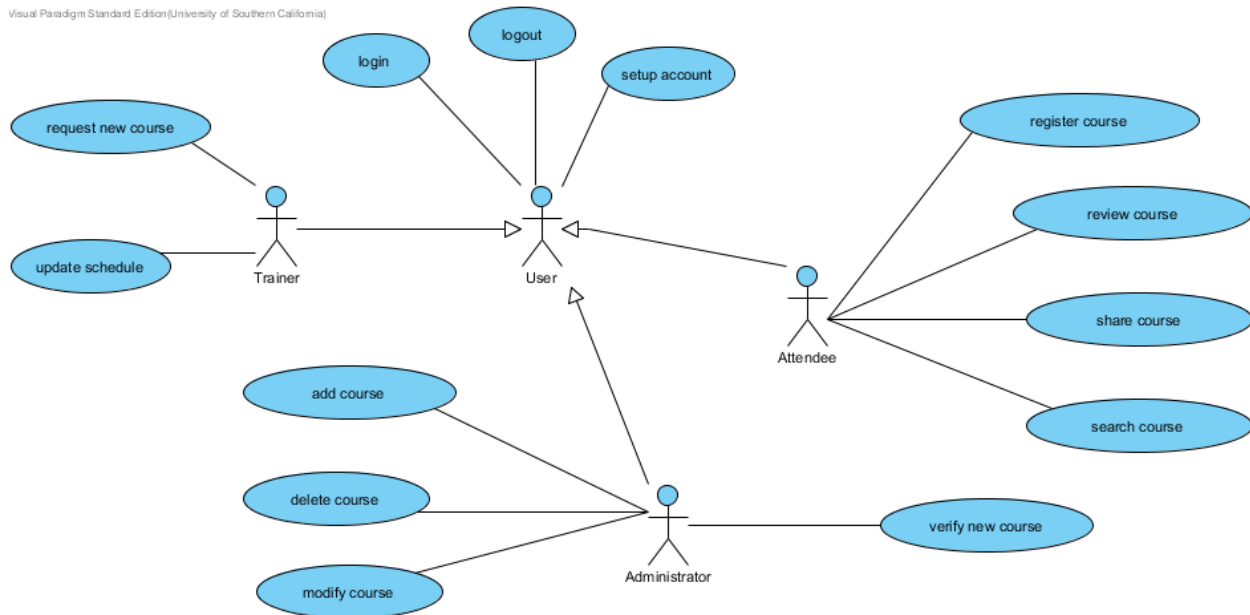 Visual Paradigm Standard Edition(University of Southern California)
logout
login
setup account
request new course
register course
review course
update schedule
Trainer
User
share course
Attendee
add course
search course
delete course
verify new course
Administrator
modify course